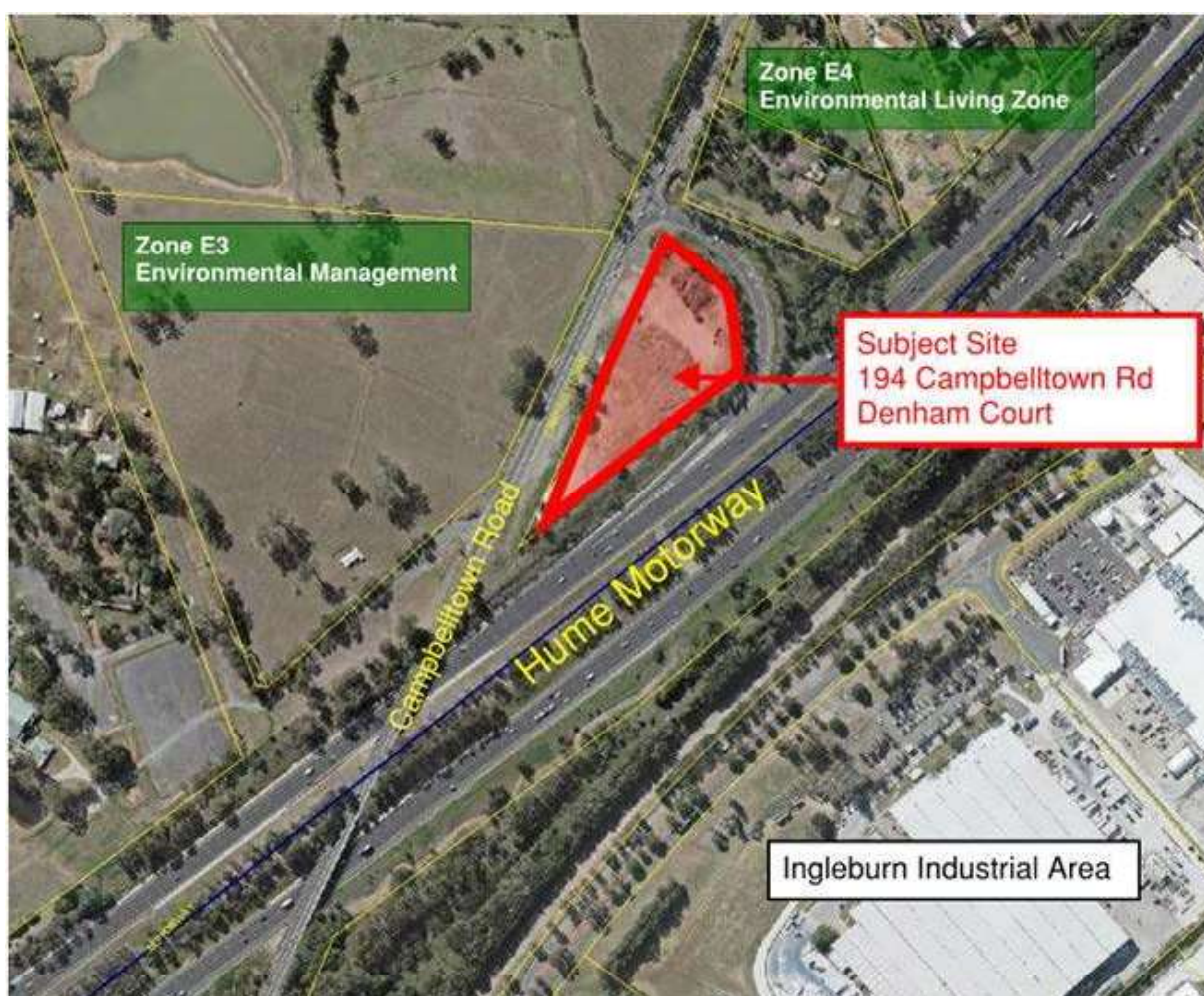 Zone E4
Environmental Living Zone
Zone E3
Environmental Management
Subject Site
194 Campbelltown Rd
Denham Court
Campbelltown Road
Hume Motorway
Ingleburn Industrial Area